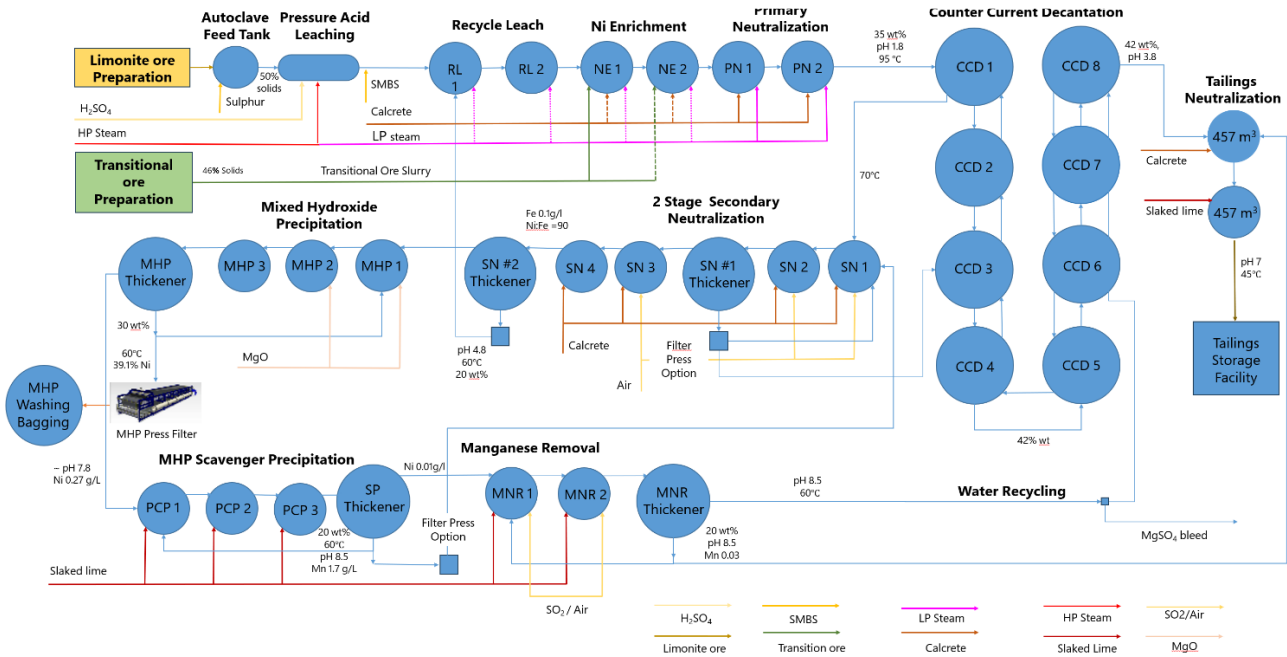 Autoclave
Feed Tank
Pressure Acid
Leaching
Recycle Leach
Ni Enrichment
Primary
Neutralization
Counter Current Decantation
Limonite ore
Preparation
50%
solids
Sulphur
H₂SO₄
HP Steam
SMBS
Calcrete
LP steam
RL
1
RL 2
NE 1
NE 2
PN 1
PN 2
35 wt%
pH 1.8
95 °C
CCD 1
CCD 8
42 wt%,
pH 3.8
Tailings
Neutralization
457 m³
Calcrete
Slaked lime
457 m³
pH 7
45°C
Tailings
Storage
Facility
CCD 2
CCD 7
CCD 3
CCD 6
CCD 4
CCD 5
42% wt
70°C
Transitional
ore
Preparation
46% Solids
Transitional Ore Slurry
Mixed Hydroxide
Precipitation
Fe 0.1g/l
Ni:Fe =90
2 Stage Secondary
Neutralization
MHP
Thickener
MHP 3
MHP 2
MHP 1
SN #2
Thickener
SN 4
SN 3
SN #1
Thickener
SN 2
SN 1
30 wt%
60°C
39.1% Ni
MgO
pH 4.8
60°C
20 wt%
Calcrete
Air
Filter
Press
Option
MHP
Washing
Bagging
MHP Press Filter
~ pH 7.8
Ni 0.27 g/L
MHP Scavenger Precipitation
Ni 0.01g/l
Manganese Removal
PCP 1
PCP 2
PCP 3
SP
Thickener
20 wt%
60°C
pH 8.5
Mn 1.7 g/L
Filter Press
Option
MNR 1
MNR 2
MNR
Thickener
pH 8.5
60°C
Water Recycling
20 wt%
pH 8.5
Mn 0.03
MgSO₄ bleed
Slaked lime
SO₂ / Air
H₂SO₄
SMBS
LP Steam
HP Steam
SO2/Air
Limonite ore
Transition ore
Calcrete
Slaked Lime
MgO